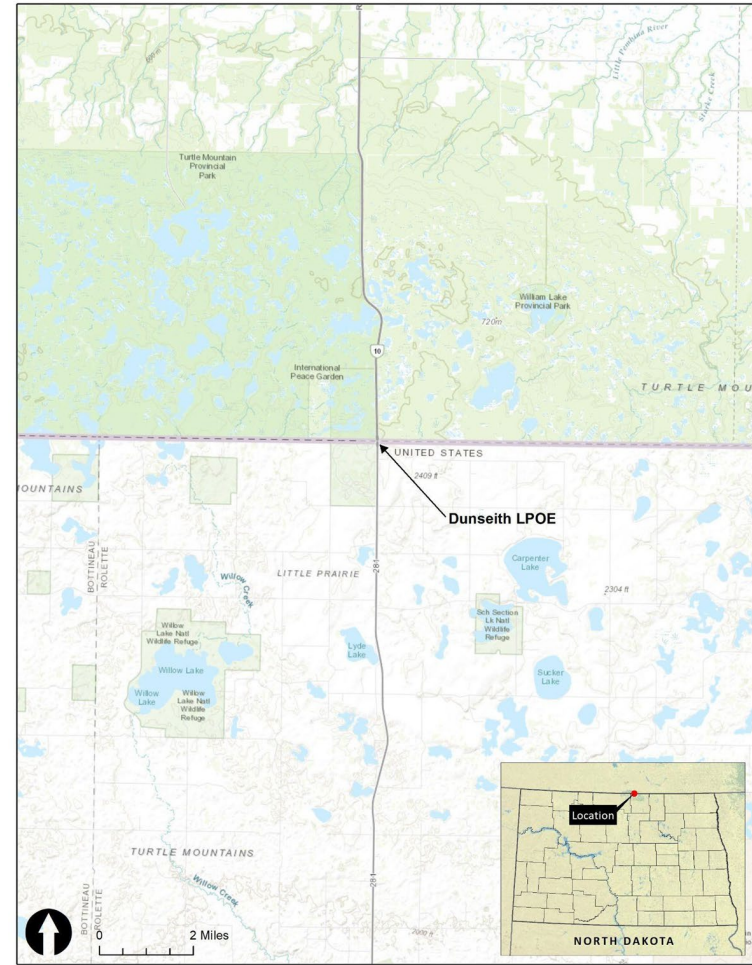 Little Pembina River
Starke Creek
Turtle Mountain
Provincial
Park
William Lake
Provincial Park
720m
10
International
Peace Garden
TURTLE MOU
UNITED STATES
2409 ft
MOUNTAINS
Dunseith LPOE
BOTTINEAU
ROLETTE
LITTLE PRAIRIE
281
Willow
Creek
Carpenter
Lake
2304 ft
Sch Section
Lk Natl
Wildlife
Refuge
Willow
Lake Natl
Wildlife Refuge
Lyde
Lake
Willow Lake
Willow
Lake
Willow
Lake Natl
Wildlife
Refuge
Sucker
Lake
Location
TURTLE MOUNTAINS
Willow Creek
281
BOTTINEAU
ROLETTE
0
2 Miles
NORTH DAKOTA